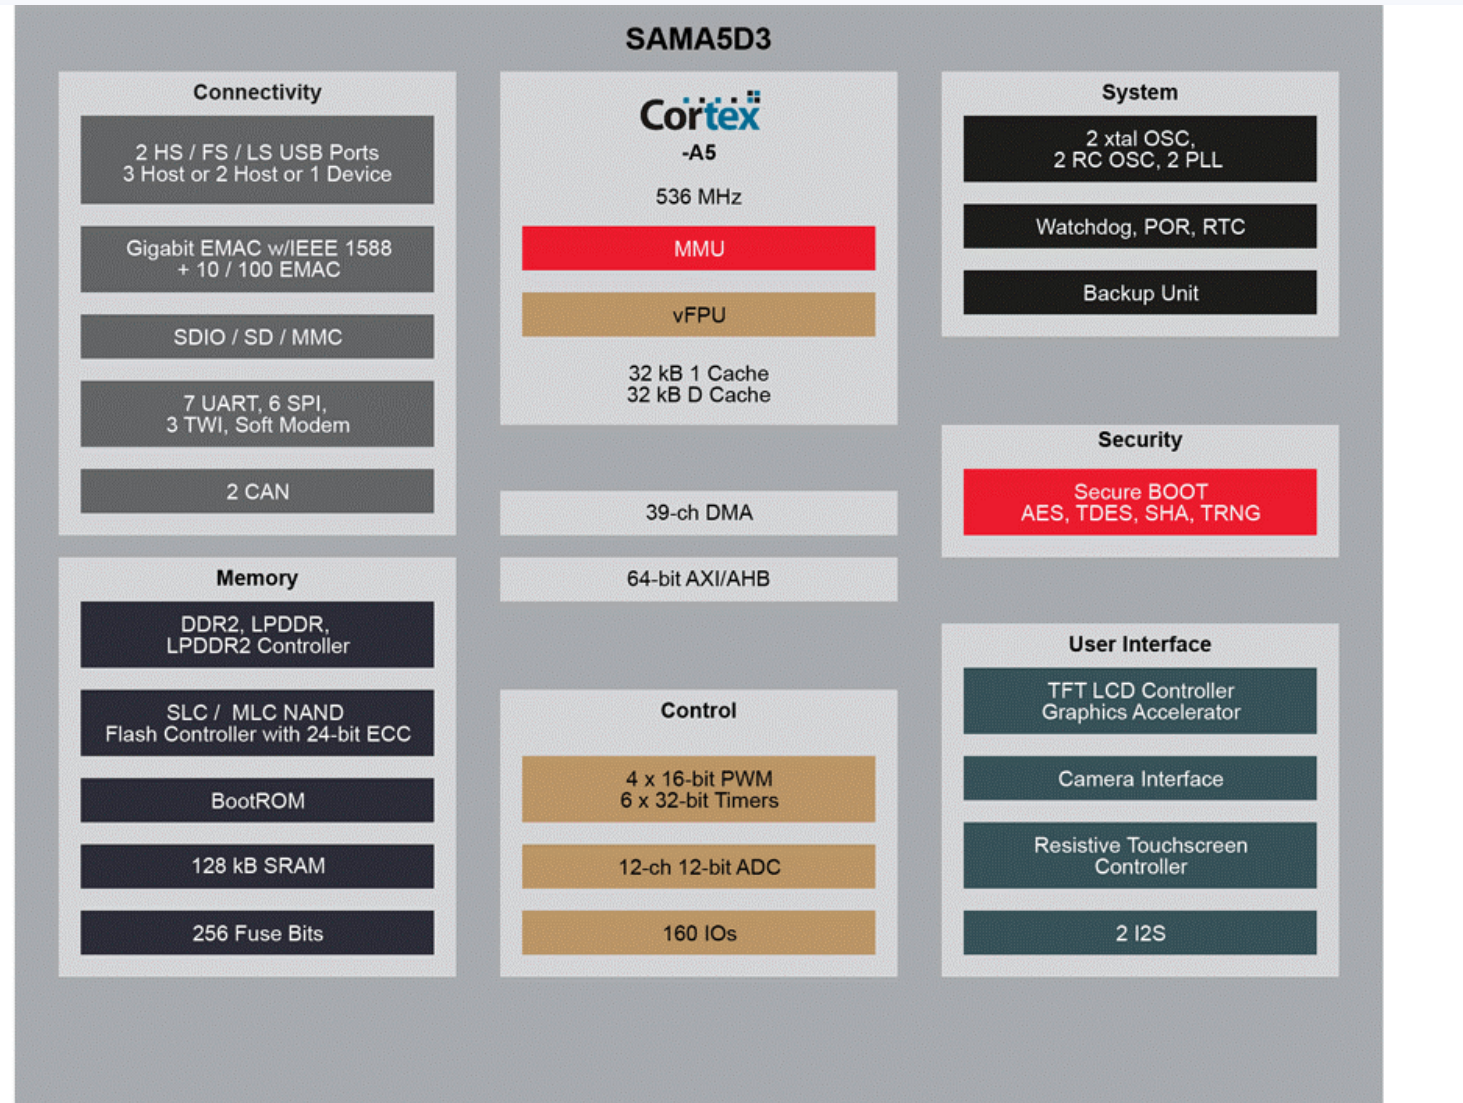 SAMA5D3
Connectivity
2 HS / FS / LS USB Ports
3 Host or 2 Host or 1 Device
Gigabit EMAC w/IEEE 1588
+ 10 / 100 EMAC
SDIO / SD / MMC
7 UART, 6 SPI,
3 TWI, Soft Modem
2 CAN
Memory
DDR2, LPDDR,
LPDDR2 Controller
SLC / MLC NAND
Flash Controller with 24-bit ECC
BootROM
128 kB SRAM
256 Fuse Bits
Cortex
-A5
536 MHz
MMU
vFPU
32 kB 1 Cache
32 kB D Cache
39-ch DMA
64-bit AXI/AHB
Control
4 x 16-bit PWM
6 x 32-bit Timers
12-ch 12-bit ADC
160 IOs
System
2 xtal OSC,
2 RC OSC, 2 PLL
Watchdog, POR, RTC
Backup Unit
Security
Secure BOOT
AES, TDES, SHA, TRNG
User Interface
TFT LCD Controller
Graphics Accelerator
Camera Interface
Resistive Touchscreen
Controller
2 I2S